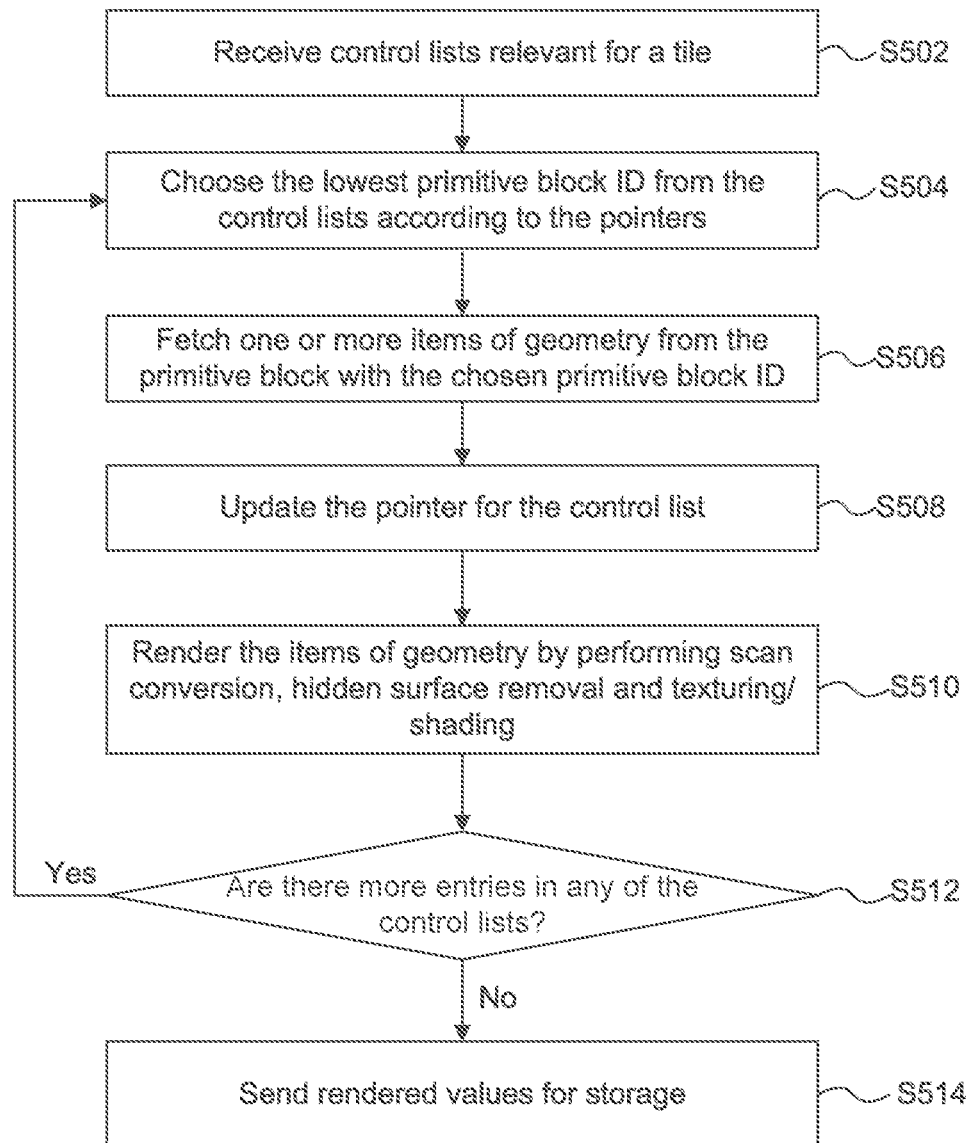 Receive control lists relevant for a tile
S502
Choose the lowest primitive block ID from the
control lists according to the pointers
S504
Fetch one or more items of geometry from the
primitive block with the chosen primitive block ID
S506
Update the pointer for the control list
S508
Render the items of geometry by performing scan
conversion, hidden surface removal and texturing/
shading
S510
Yes
Are there more entries in any of the
control lists?
S512
No
Send rendered values for storage
S514